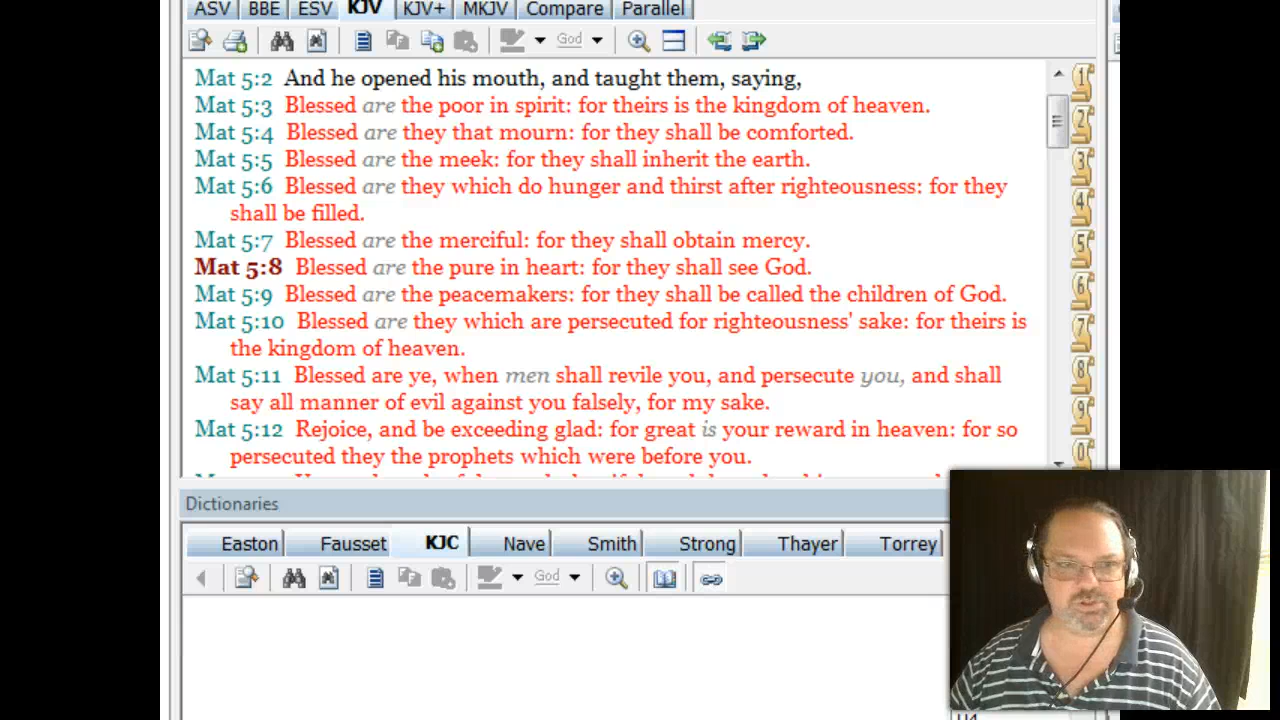 ASV BBE ESV KJV KJV+ MKJV Compare Parallel
God
Mat 5:2 And he opened his mouth, and taught them, saying,
Mat 5:3 Blessed are the poor in spirit: for theirs is the kingdom of heaven.
Mat 5:4 Blessed are they that mourn: for they shall be comforted.
Mat 5:5 Blessed are the meek: for they shall inherit the earth.
Mat 5:6 Blessed are they which do hunger and thirst after righteousness: for they
shall be filled.
Mat 5:7 Blessed are the merciful: for they shall obtain mercy.
Mat 5:8 Blessed are the pure in heart: for they shall see God.
Mat 5:9 Blessed are the peacemakers: for they shall be called the children of God.
Mat 5:10 Blessed are they which are persecuted for righteousness' sake: for theirs is
the kingdom of heaven.
Mat 5:11 Blessed are ye, when men shall revile you, and persecute you, and shall
say all manner of evil against you falsely, for my sake.
Mat 5:12 Rejoice, and be exceeding glad: for great is your reward in heaven: for so
persecuted they the prophets which were before you.
1
2
3
4
5
6
7
8
9
0
Dictionaries
Easton Fausset KJC Nave Smith Strong Thayer Torrey
God